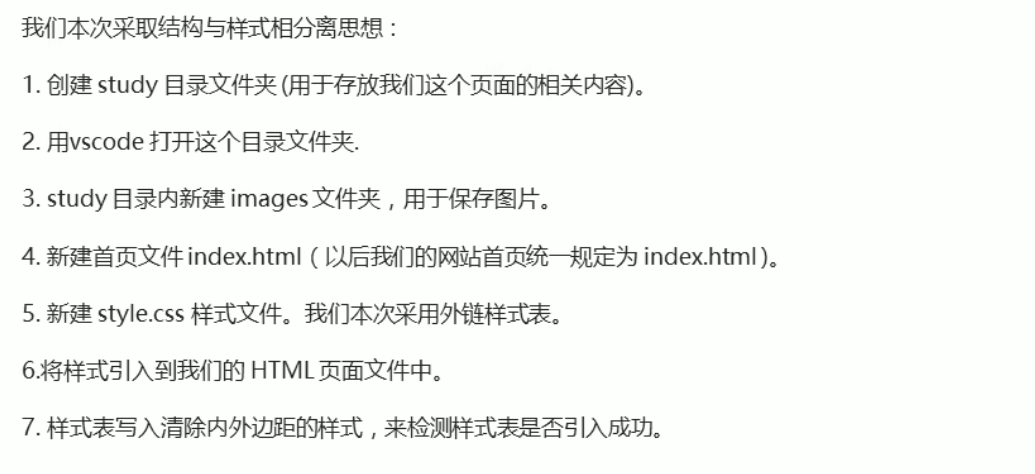 我们本次采取结构与样式相分离思想：
1. 创建 study 目录文件夹 (用于存放我们这个页面的相关内容)。
2. 用vscode 打开这个目录文件夹.
3. study 目录内新建 images 文件夹，用于保存图片。
4. 新建首页文件 index.html（以后我们的网站首页统一规定为 index.html )。
5. 新建 style.css 样式文件。我们本次采用外链样式表。
6.将样式引入到我们的 HTML 页面文件中。
7. 样式表写入清除内外边距的样式，来检测样式表是否引入成功。